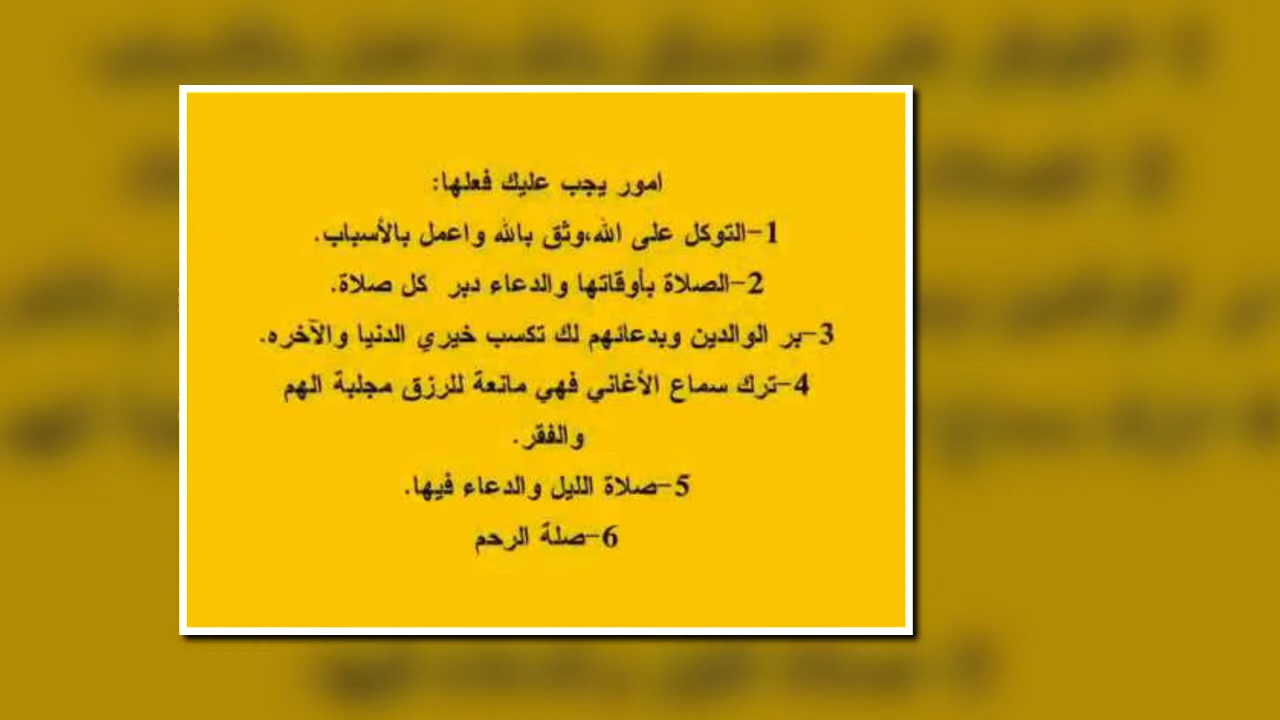 امور يجب عليك فعلها:
1-التوكل على الله،وثق بالله واعمل بالأسباب.
2-الصلاة بأوقاتها والدعاء دبر كل صلاة.
3-بر الوالدين وبدعائهم لك تكسب خيري الدنيا والآخره.
4-ترك سماع الأغاني فهي مانعة للرزق مجلبة الهم
والفقر.
5-صلاة الليل والدعاء فيها.
6-صلة الرحم